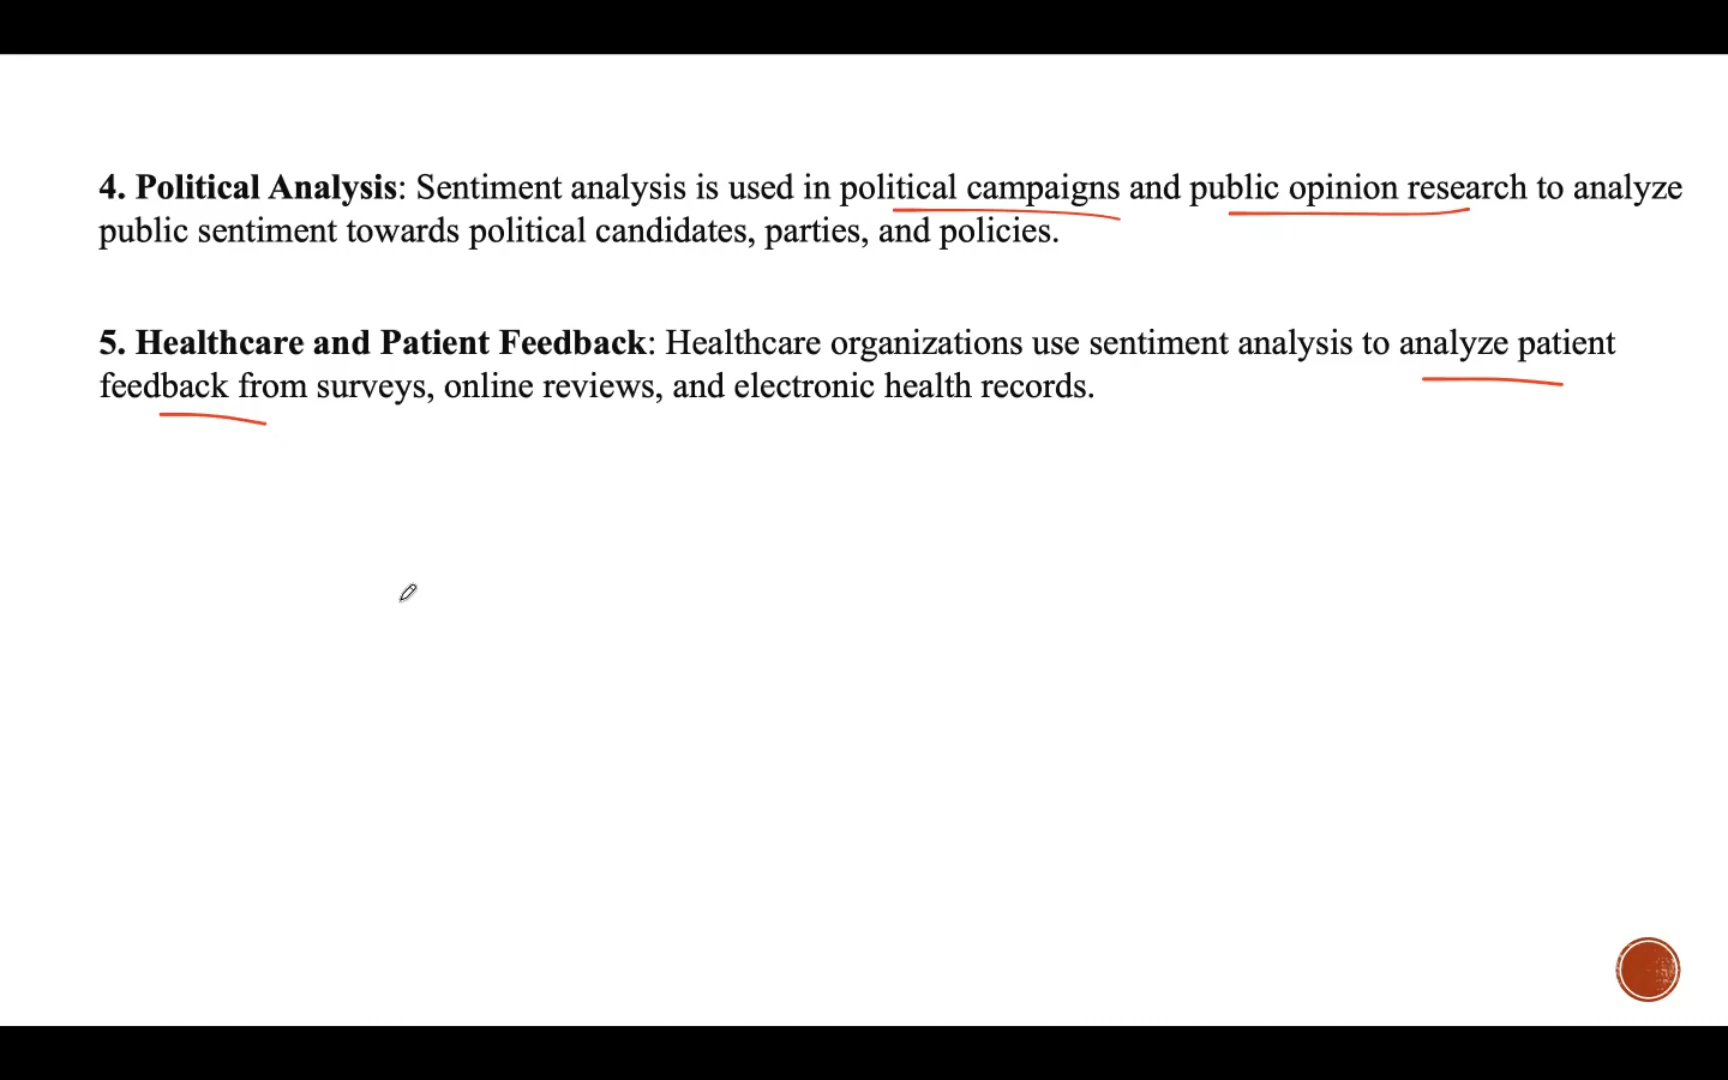 4. Political Analysis: Sentiment analysis is used in political campaigns and public opinion research to analyze
public sentiment towards political candidates, parties, and policies.
5. Healthcare and Patient Feedback: Healthcare organizations use sentiment analysis to analyze patient
feedback from surveys, online reviews, and electronic health records.